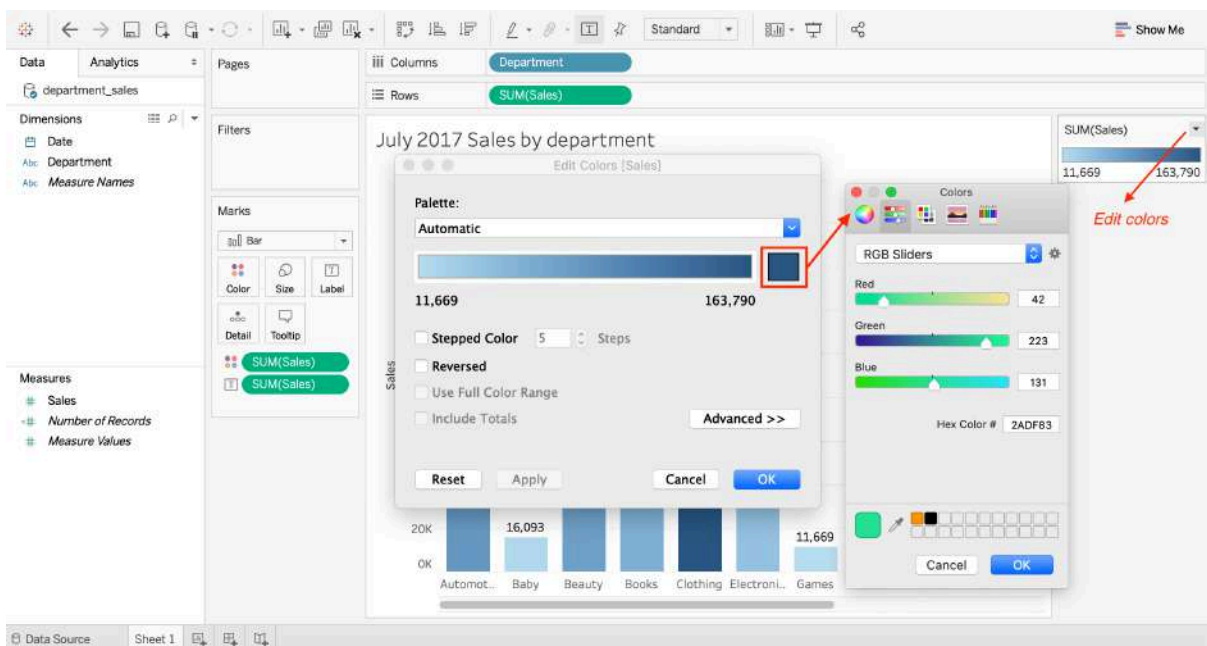 Standard
Show Me
Data
Analytics
department_sales
Dimensions
Date
Abc Department
Abc Measure Names
Measures
# Sales
=# Number of Records
# Measure Values
Pages
Filters
Marks
Bar
Color
Size
Label
Detail
Tooltip
SUM(Sales)
SUM(Sales)
Columns
Department
Rows
SUM(Sales)
July 2017 Sales by department
Edit Colors [Sales]
Palette:
Automatic
11,669
163,790
Stepped Color 5 Steps
Reversed
Use Full Color Range
Include Totals
Advanced >>
Reset
Apply
Cancel
OK
Sales
20K
0K
16,093
11,669
Automot..
Baby
Beauty
Books
Clothing
Electroni..
Games
Colors
RGB Sliders
Red
42
Green
223
Blue
131
Hex Color # 2ADF83
Cancel
OK
SUM(Sales)
11,669
163,790
Edit colors
Data Source
Sheet 1